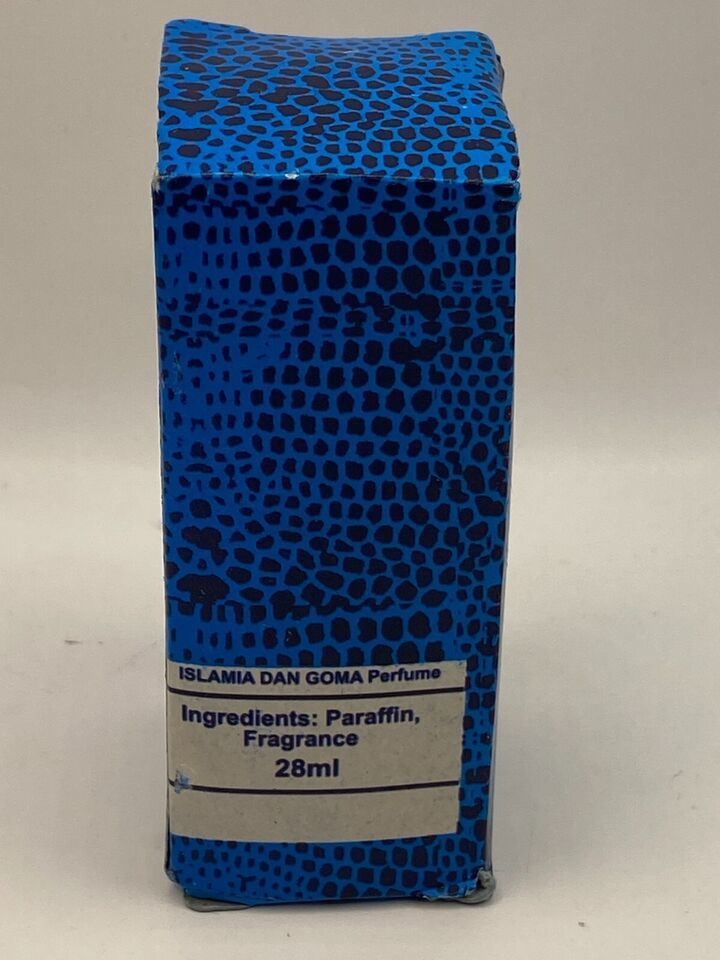 ISLAMIA DAN GOMA Perfume
Ingredients: Paraffin,
Fragrance
28ml